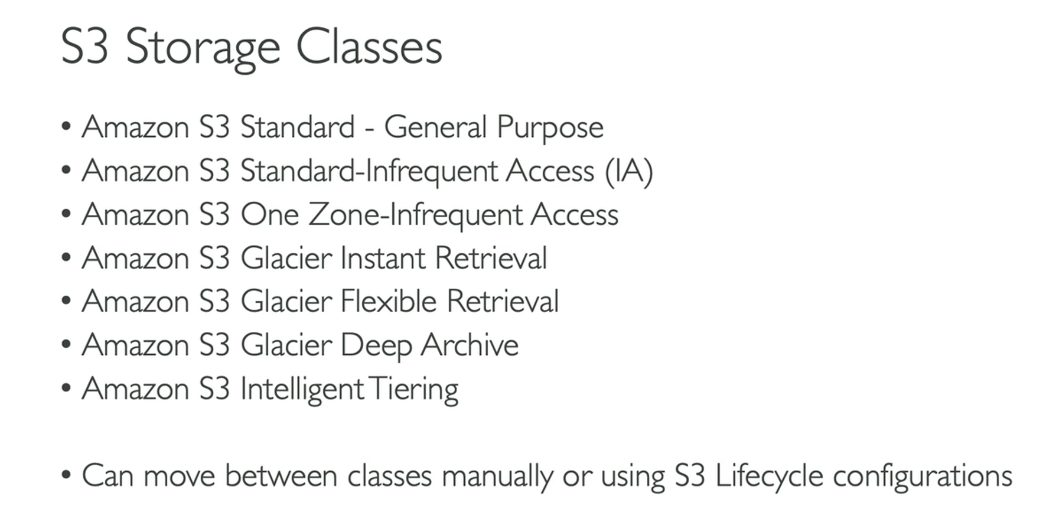 S3 Storage Classes
• Amazon S3 Standard - General Purpose
• Amazon S3 Standard-Infrequent Access (IA)
• Amazon S3 One Zone-Infrequent Access
• Amazon S3 Glacier Instant Retrieval
• Amazon S3 Glacier Flexible Retrieval
• Amazon S3 Glacier Deep Archive
• Amazon S3 Intelligent Tiering
• Can move between classes manually or using S3 Lifecycle configurations